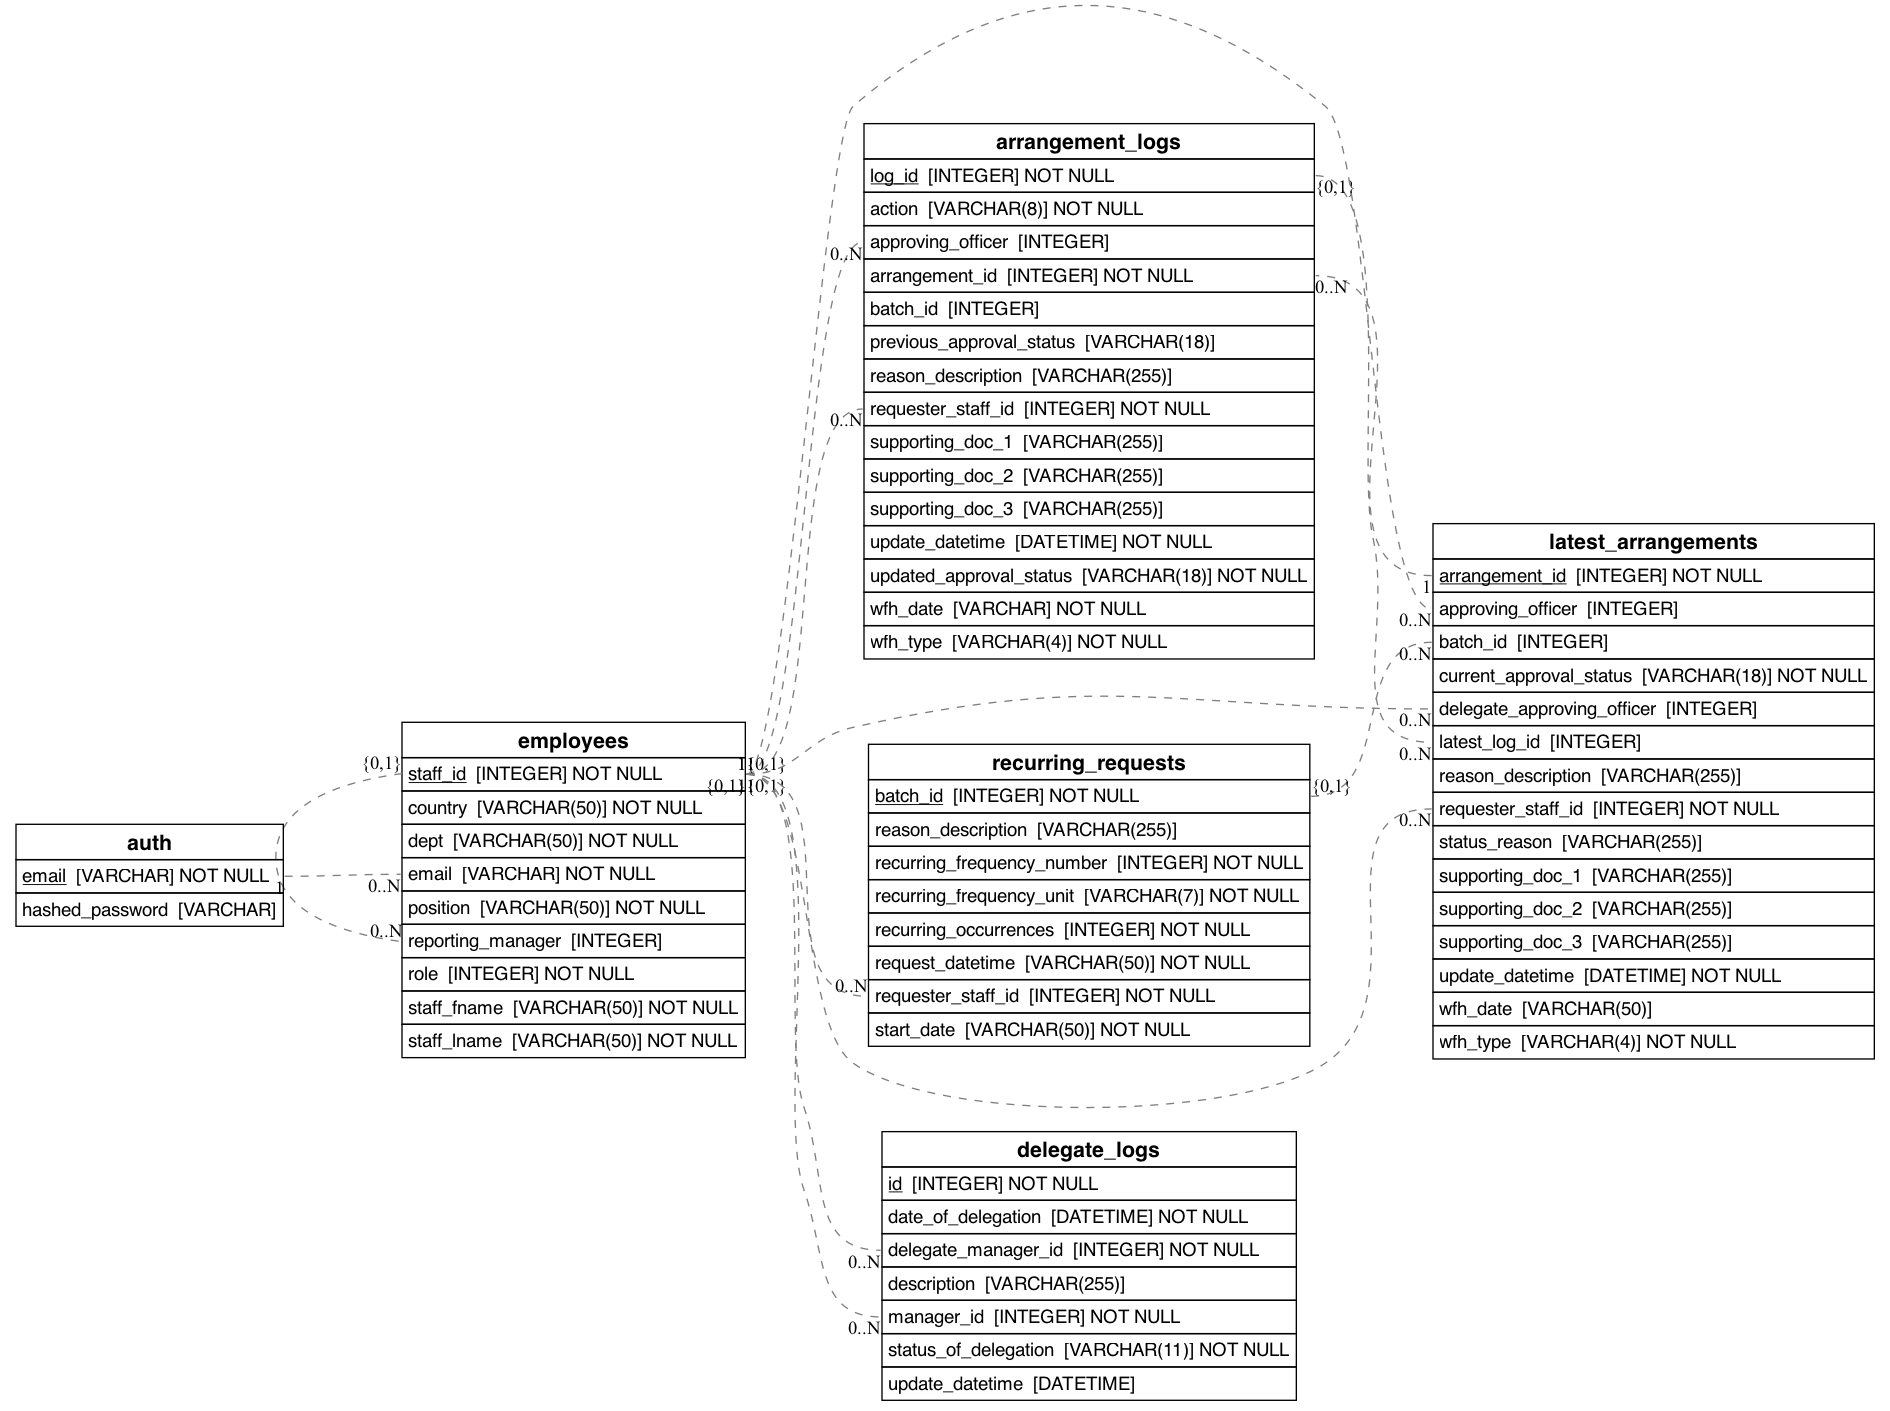 arrangement_logs
log_id [INTEGER] NOT NULL
{0,1}
action [VARCHAR(8)] NOT NULL
approving_officer [INTEGER]
0..N
arrangement_id [INTEGER] NOT NULL
0..N
batch_id [INTEGER]
previous_approval_status [VARCHAR(18)]
reason_description [VARCHAR(255)]
requester_staff_id [INTEGER] NOT NULL
0..N
supporting_doc_1 [VARCHAR(255)]
supporting_doc_2 [VARCHAR(255)]
supporting_doc_3 [VARCHAR(255)]
update_datetime [DATETIME] NOT NULL
updated_approval_status [VARCHAR(18)] NOT NULL
wfh_date [VARCHAR] NOT NULL
wfh_type [VARCHAR(4)] NOT NULL
latest_arrangements
arrangement_id [INTEGER] NOT NULL
1
approving_officer [INTEGER]
0..N
batch_id [INTEGER]
0..N
current_approval_status [VARCHAR(18)] NOT NULL
delegate_approving_officer [INTEGER]
0..N
latest_log_id [INTEGER]
0..N
reason_description [VARCHAR(255)]
requester_staff_id [INTEGER] NOT NULL
0..N
status_reason [VARCHAR(255)]
supporting_doc_1 [VARCHAR(255)]
supporting_doc_2 [VARCHAR(255)]
supporting_doc_3 [VARCHAR(255)]
update_datetime [DATETIME] NOT NULL
wfh_date [VARCHAR(50)]
wfh_type [VARCHAR(4)] NOT NULL
employees
{0,1}
staff_id [INTEGER] NOT NULL
1 {0,1}
{0,1} {0,1}
country [VARCHAR(50)] NOT NULL
dept [VARCHAR(50)] NOT NULL
email [VARCHAR] NOT NULL
0..N
position [VARCHAR(50)] NOT NULL
reporting_manager [INTEGER]
0..N
role [INTEGER] NOT NULL
staff_fname [VARCHAR(50)] NOT NULL
staff_lname [VARCHAR(50)] NOT NULL
recurring_requests
batch_id [INTEGER] NOT NULL
{0,1}
reason_description [VARCHAR(255)]
recurring_frequency_number [INTEGER] NOT NULL
recurring_frequency_unit [VARCHAR(7)] NOT NULL
recurring_occurrences [INTEGER] NOT NULL
request_datetime [VARCHAR(50)] NOT NULL
requester_staff_id [INTEGER] NOT NULL
0..N
start_date [VARCHAR(50)] NOT NULL
auth
email [VARCHAR] NOT NULL
1
hashed_password [VARCHAR]
delegate_logs
id [INTEGER] NOT NULL
date_of_delegation [DATETIME] NOT NULL
delegate_manager_id [INTEGER] NOT NULL
0..N
description [VARCHAR(255)]
manager_id [INTEGER] NOT NULL
0..N
status_of_delegation [VARCHAR(11)] NOT NULL
update_datetime [DATETIME]